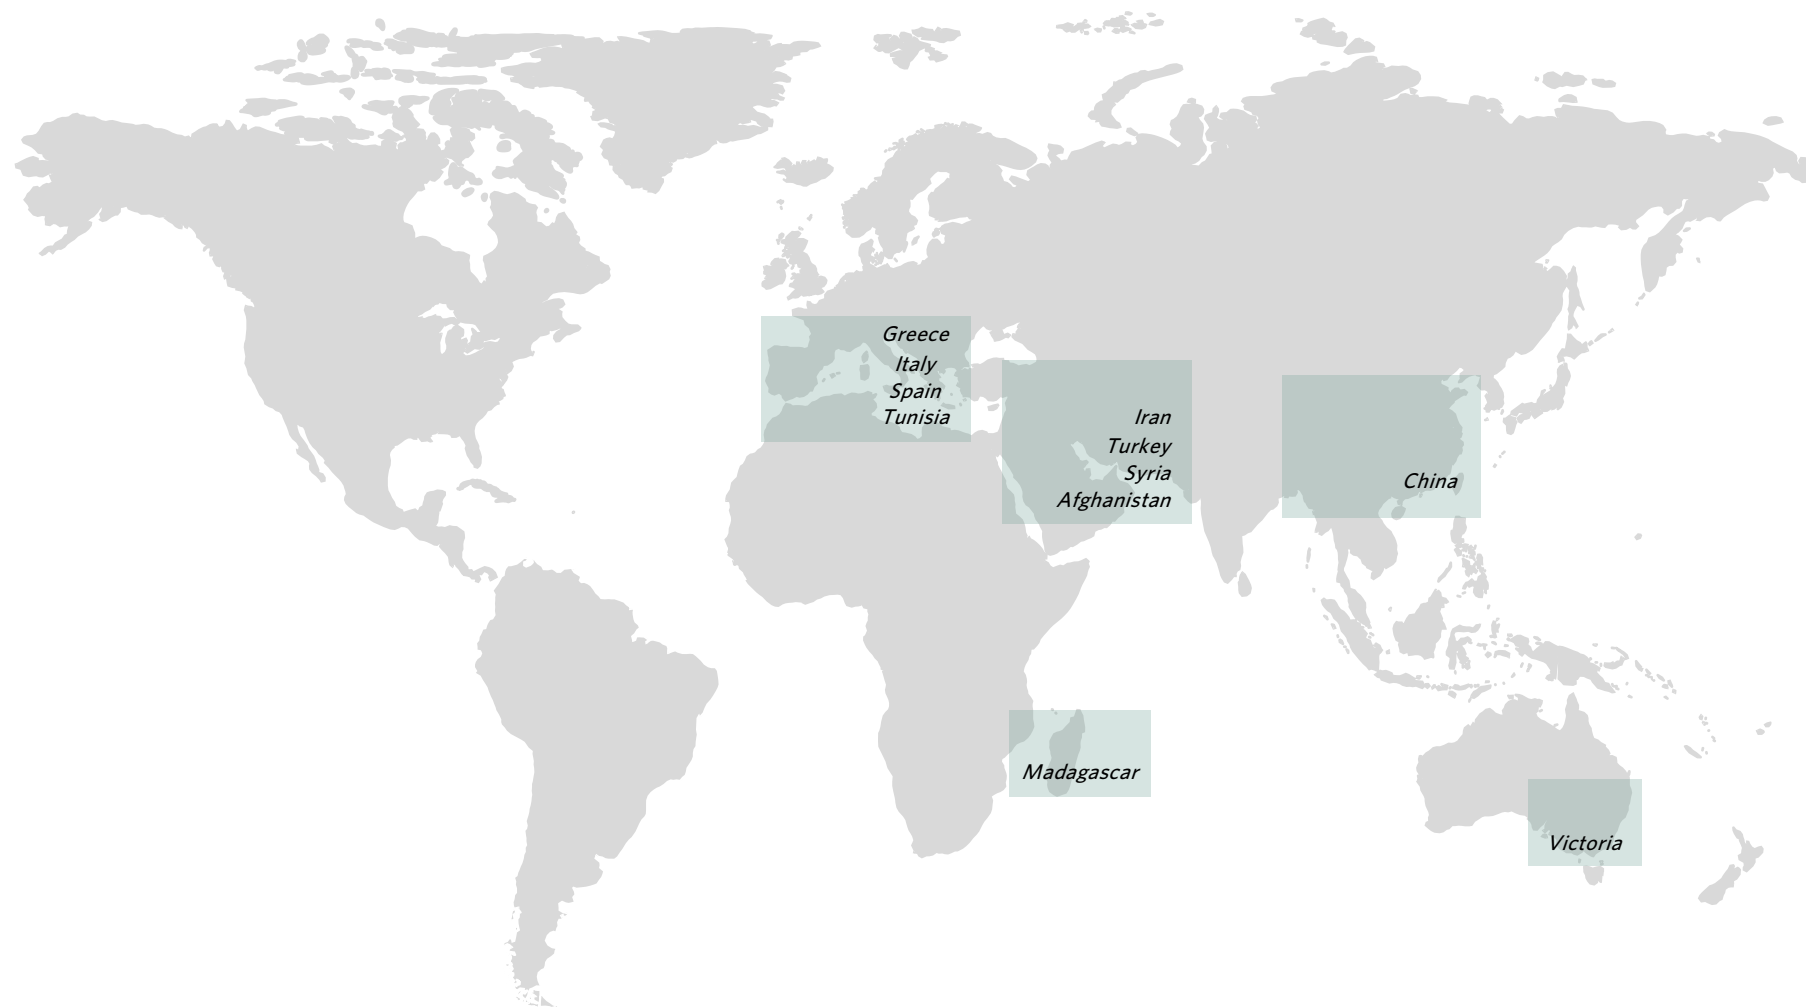 Greece
Italy
Spain
Tunisia
Iran
Turkey
Syria
Afghanistan
China
Madagascar
Victoria